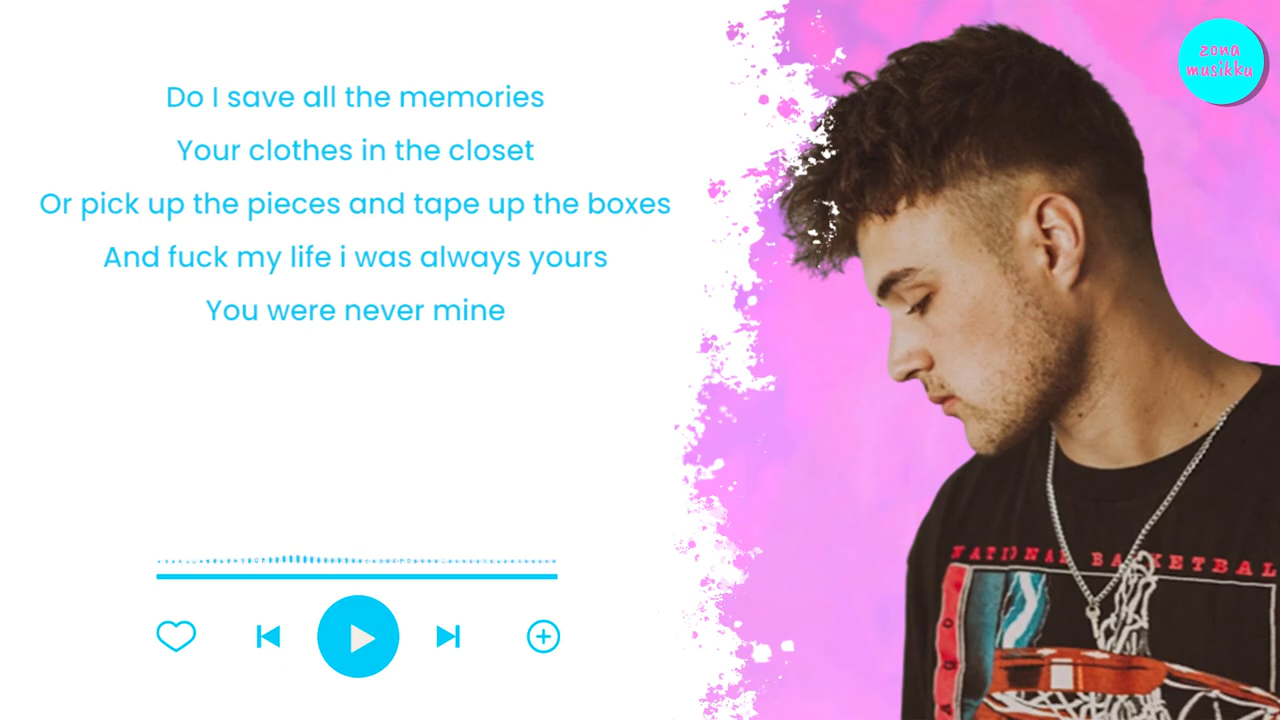 Do I save all the memories
Your clothes in the closet
Or pick up the pieces and tape up the boxes
And fuck my life i was always yours
You were never mine
zona
musikku
NATIONAL BASKETBAL